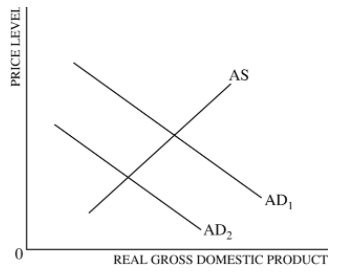 PRICE LEVEL
AS
AD₁
AD₂
0
REAL GROSS DOMESTIC PRODUCT